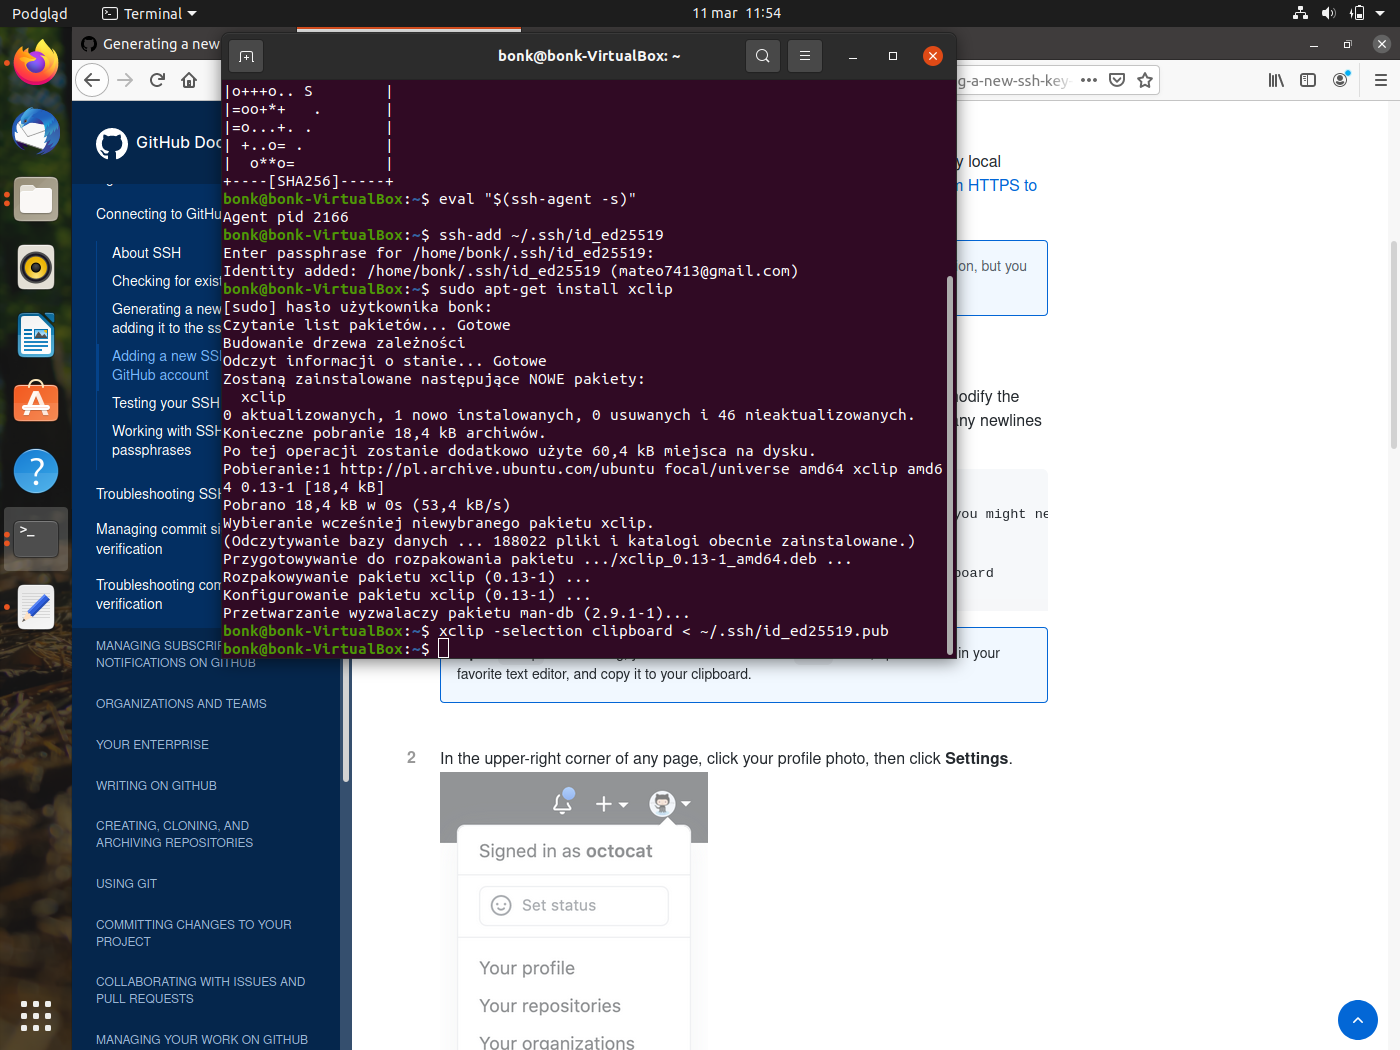 Podgląd
Terminal
11 mar 11:54
Generating a new
bonk@bonk-VirtualBox: ~
g-a-new-ssh-key-
|o+++o.. S        |
|=oo+*+   .       |
|=o...+. .        |
| +..o= .         |
|  o**o=          |
+----[SHA256]-----+
bonk@bonk-VirtualBox:~$ eval "$(ssh-agent -s)"
Agent pid 2166
bonk@bonk-VirtualBox:~$ ssh-add ~/.ssh/id_ed25519
Enter passphrase for /home/bonk/.ssh/id_ed25519:
Identity added: /home/bonk/.ssh/id_ed25519 (mateo7413@gmail.com)
bonk@bonk-VirtualBox:~$ sudo apt-get install xclip
[sudo] hasło użytkownika bonk:
Czytanie list pakietów... Gotowe
Budowanie drzewa zależności
Odczyt informacji o stanie... Gotowe
Zostaną zainstalowane następujące NOWE pakiety:
  xclip
0 aktualizowanych, 1 nowo instalowanych, 0 usuwanych i 46 nieaktualizowanych.
Konieczne pobranie 18,4 kB archiwów.
Po tej operacji zostanie dodatkowo użyte 60,4 kB miejsca na dysku.
Pobieranie:1 http://pl.archive.ubuntu.com/ubuntu focal/universe amd64 xclip amd6
4 0.13-1 [18,4 kB]
Pobrano 18,4 kB w 0s (53,4 kB/s)
Wybieranie wcześniej niewybranego pakietu xclip.
(Odczytywanie bazy danych ... 188022 pliki i katalogi obecnie zainstalowane.)
Przygotowywanie do rozpakowania pakietu .../xclip_0.13-1_amd64.deb ...
Rozpakowywanie pakietu xclip (0.13-1) ...
Konfigurowanie pakietu xclip (0.13-1) ...
Przetwarzanie wyzwalaczy pakietu man-db (2.9.1-1)...
bonk@bonk-VirtualBox:~$ xclip -selection clipboard < ~/.ssh/id_ed25519.pub
bonk@bonk-VirtualBox:~$
GitHub Doc
Connecting to GitHu
About SSH
Checking for exist
Generating a new
adding it to the ss
Adding a new SS
GitHub account
Testing your SSH
Working with SSH
passphrases
Troubleshooting SSH
Managing commit si
verification
Troubleshooting com
verification
MANAGING SUBSCRIP
NOTIFICATIONS ON GITHUB
ORGANIZATIONS AND TEAMS
YOUR ENTERPRISE
WRITING ON GITHUB
CREATING, CLONING, AND
ARCHIVING REPOSITORIES
USING GIT
COMMITTING CHANGES TO YOUR
PROJECT
COLLABORATING WITH ISSUES AND
PULL REQUESTS
MANAGING YOUR WORK ON GITHUB
y local
HTTPS to
on, but you
odify the
any newlines
you might ne
board
in your
favorite text editor, and copy it to your clipboard.
2 In the upper-right corner of any page, click your profile photo, then click Settings.
Signed in as octocat
Set status
Your profile
Your repositories
Your organizations